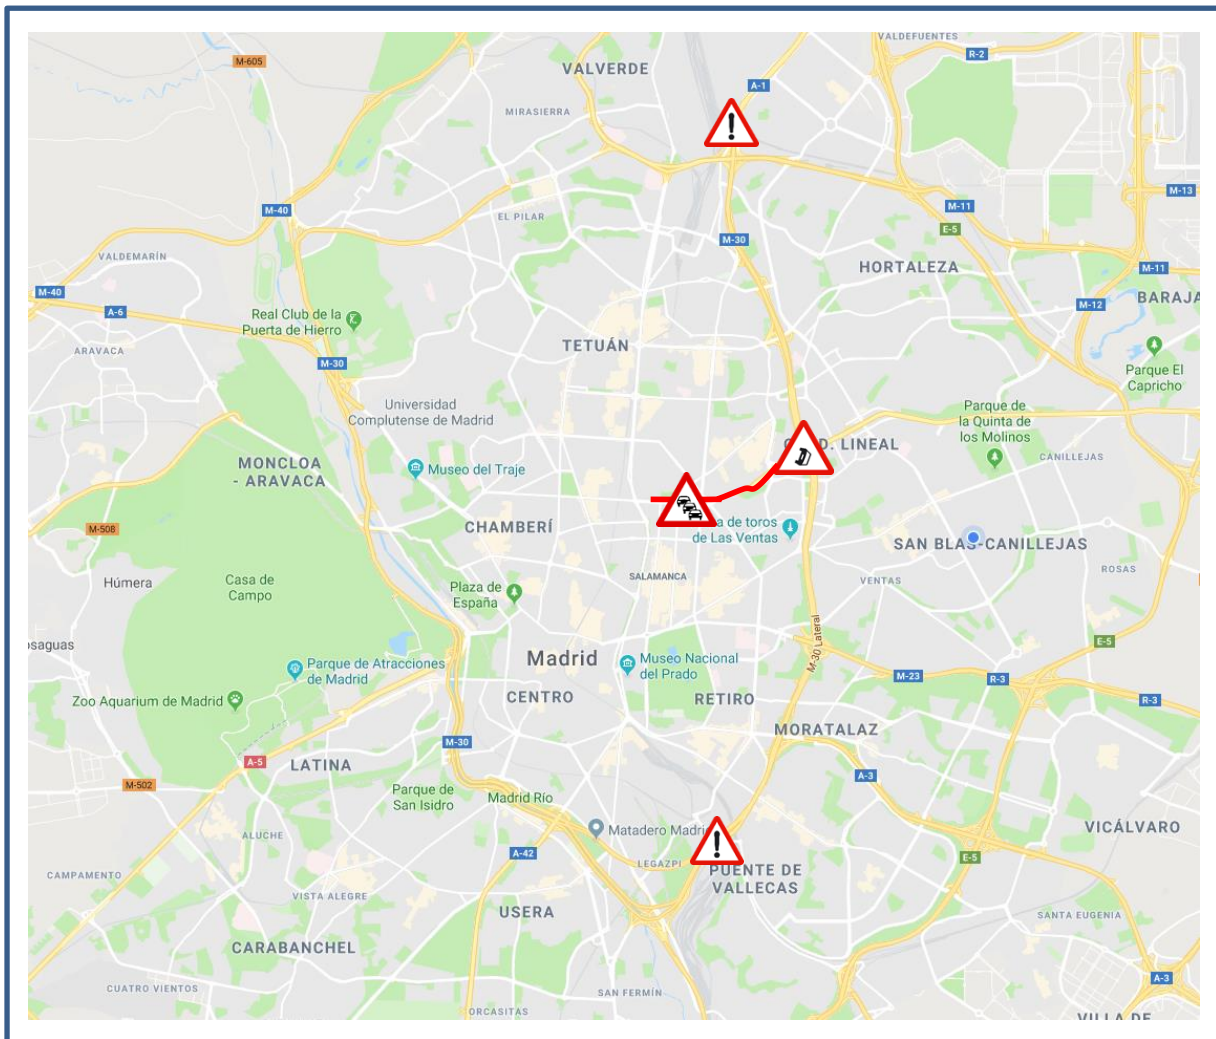 VALDEFUENTES
M-605
R-2
VALVERDE
A-1
MIRASIERRA
M-13
M-40
M-11
EL PILAR
E-5
M-30
VALDEMARÍN
HORTALEZA
M-11
M-40
BARAJA
A-6
M-12
Real Club de la
Puerta de Hierro
TETUÁN
ARAVACA
M-30
Parque El
Capricho
Universidad
Complutense de Madrid
Parque de
la Quinta de
los Molinos
D. LINEAL
CANILLEJAS
MONCLOA
- ARAVACA
Museo del Traje
M-508
CHAMBERÍ
a de toros
de Las Ventas
SAN BLAS-CANILLEJAS
Húmera
Casa de
Campo
SALAMANCA
VENTAS
ROSAS
Plaza de
España
M-30 Lateral
osaguas
E-5
Madrid
Museo Nacional
del Prado
Parque de Atracciones
de Madrid
M-23
R-3
Zoo Aquarium de Madrid
CENTRO
RETIRO
R-3
MORATALAZ
M-30
A-5
LATINA
A-3
M-502
Parque de
San Isidro
Madrid Río
VICÁLVARO
ALUCHE
Matadero Madri
A-42
LEGAZPI
E-5
CAMPAMENTO
PUENTE DE
VALLECAS
VISTA ALEGRE
USERA
SANTA EUGENIA
CARABANCHEL
A-3
CUATRO VIENTOS
SAN FERMÍN
ORCASITAS
VILLA DE